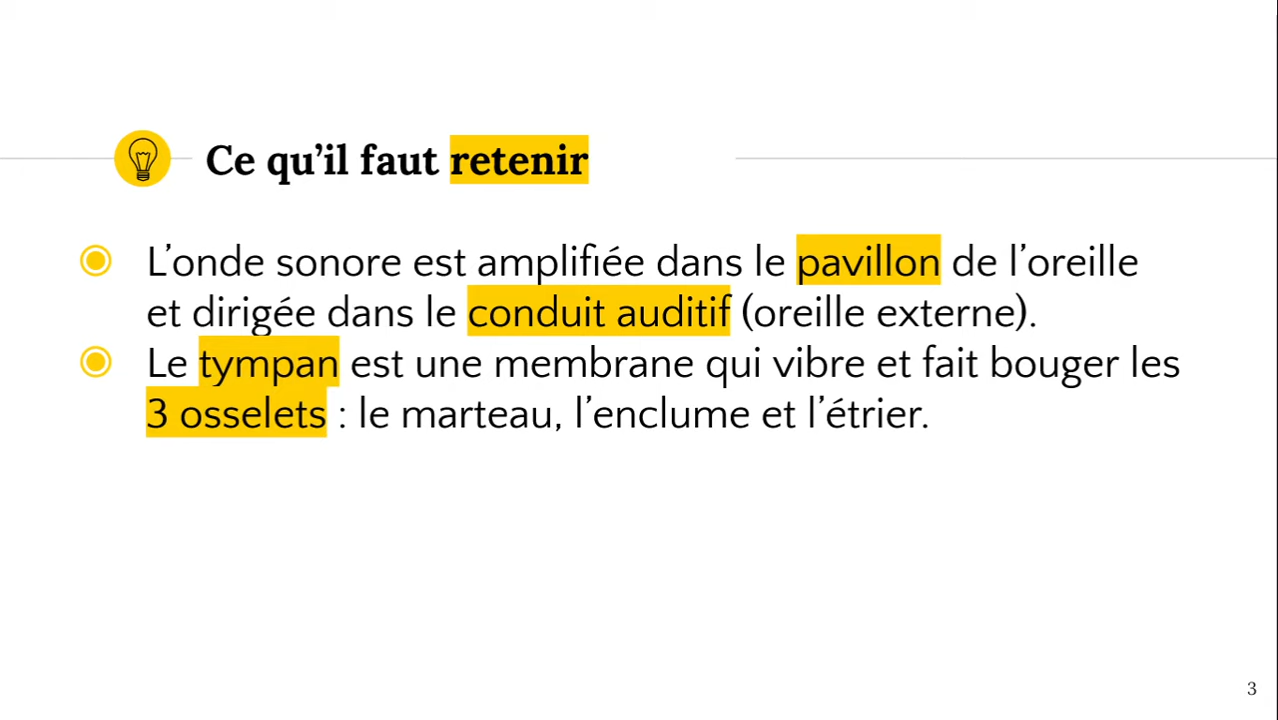 Ce qu’il faut retenir
L’onde sonore est amplifiée dans le pavillon de l’oreille
et dirigée dans le conduit auditif (oreille externe).
Le tympan est une membrane qui vibre et fait bouger les
3 osselets : le marteau, l’enclume et l’étrier.
3